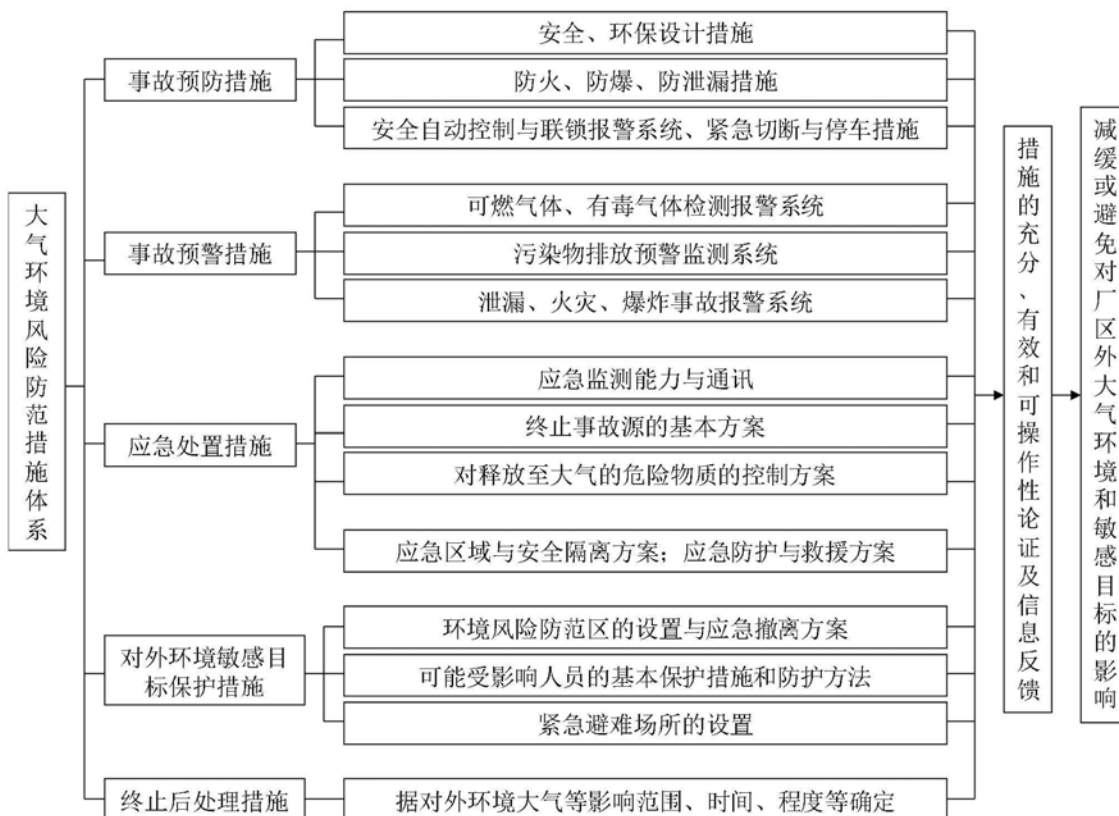 大气环境风险防范措施体系
事故预防措施
安全、环保设计措施
防火、防爆、防泄漏措施
安全自动控制与联锁报警系统、紧急切断与停车措施
事故预警措施
可燃气体、有毒气体检测报警系统
污染物排放预警监测系统
泄漏、火灾、爆炸事故报警系统
应急处置措施
应急监测能力与通讯
终止事故源的基本方案
对释放至大气的危险物质的控制方案
应急区域与安全隔离方案；应急防护与救援方案
对外环境敏感目
标保护措施
环境风险防范区的设置与应急撤离方案
可能受影响人员的基本保护措施和防护方法
紧急避难场所的设置
终止后处理措施
据对外环境大气等影响范围、时间、程度等确定
措施的充分、有效和可操作性论证及信息反馈
减缓或避免对厂区外大气环境和敏感目标的影响